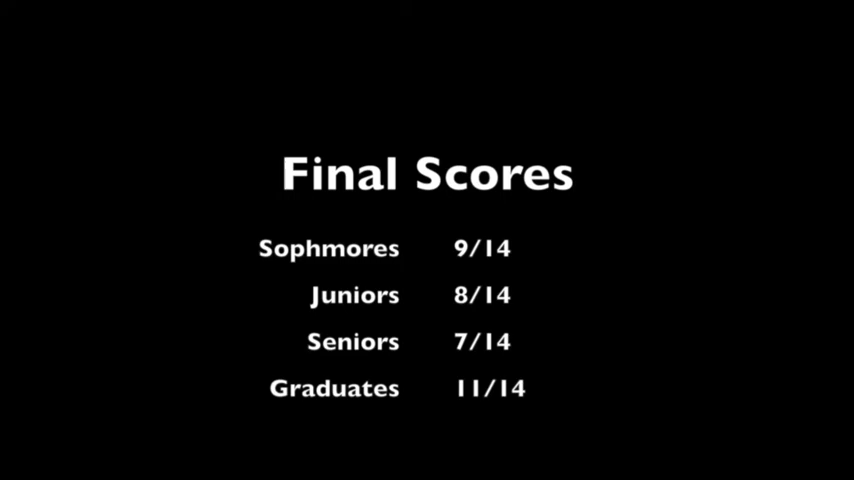 Final Scores
Sophmores 9/14
Juniors 8/14
Seniors 7/14
Graduates 11/14